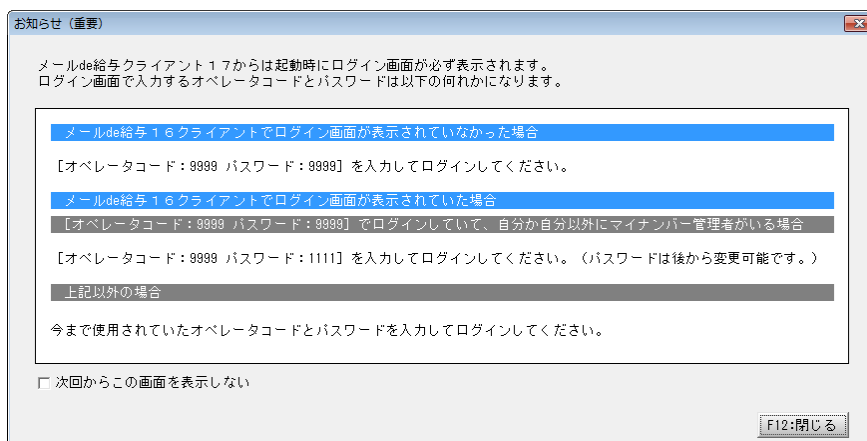 お知らせ（重要）
メールde給与クライアント１７からは起動時にログイン画面が必ず表示されます。
ログイン画面で入力するオペレータコードとパスワードは以下の何れかになります。
メールde給与１６クライアントでログイン画面が表示されていなかった場合
［オペレータコード：9999 パスワード：9999］を入力してログインしてください。
メールde給与１６クライアントでログイン画面が表示されていた場合
［オペレータコード：9999 パスワード：9999］でログインしていて、自分か自分以外にマイナンバー管理者がいる場合
［オペレータコード：9999 パスワード：1111］を入力してログインしてください。（パスワードは後から変更可能です。）
上記以外の場合
今まで使用されていたオペレータコードとパスワードを入力してログインしてください。
次回からこの画面を表示しない
F12:閉じる